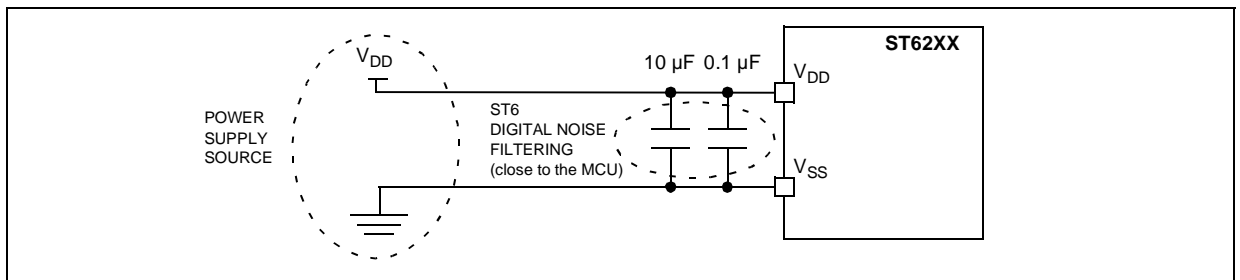 ST62XX
V_DD
10 µF 0.1 µF
V_DD
POWER
SUPPLY
SOURCE
ST6
DIGITAL NOISE
FILTERING
(close to the MCU)
V_SS